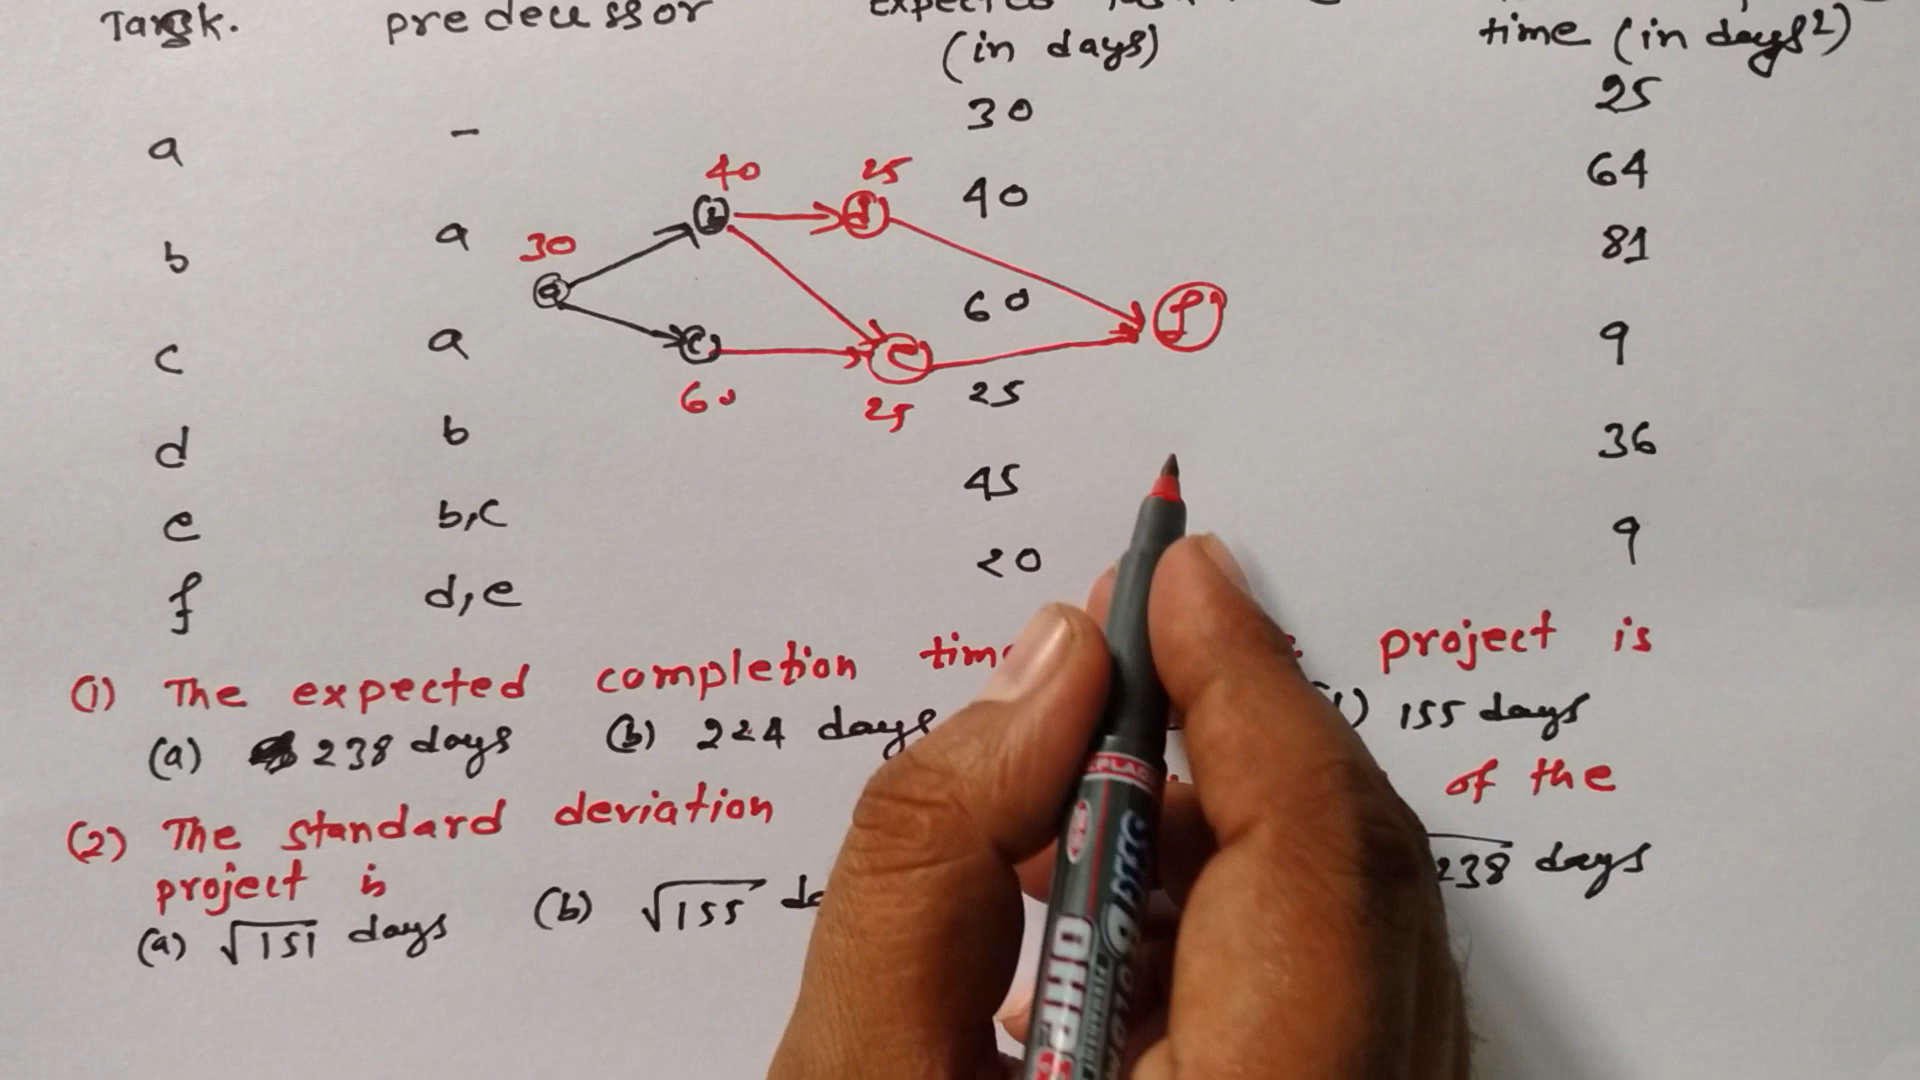 Task. predecessor
(in days) time (in days²)
a - 30 25
b a 40 64
c a 60 81
d b 25 9
e b,c 45 36
f d,e 20 9
40 25
b d
30
a f
c e
60 25
(1) The expected completion project is
(a) 238 days (b) 224 days 155 days
(2) The standard deviation of the
project is
(a) √151 days (b) √155 238 days